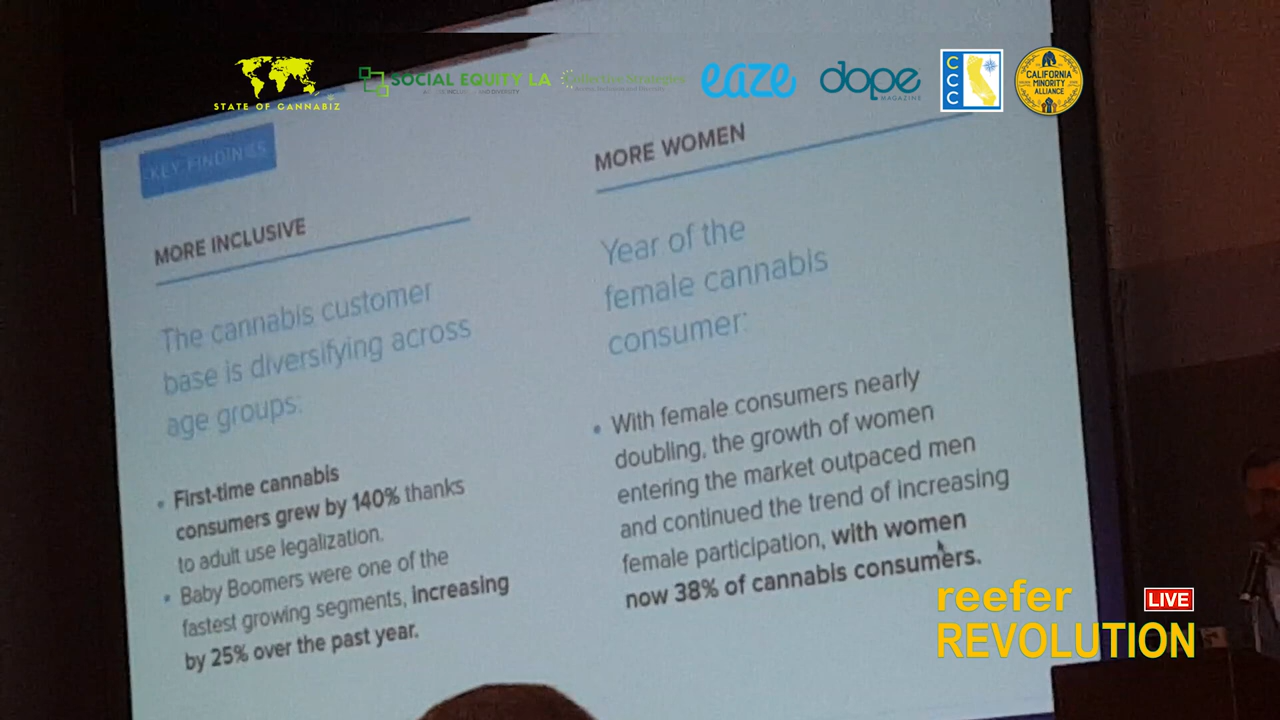 STATE OF CANNABIZ
SOCIAL EQUITY LA
Collective Strategies
eaze
dope
MAGAZINE
CCC
CALIFORNIA
MINORITY
ALLIANCE
KEY FINDINGS
MORE INCLUSIVE
The cannabis customer
base is diversifying across
age groups:
• First-time cannabis
consumers grew by 140% thanks
to adult use legalization.
• Baby Boomers were one of the
fastest growing segments, increasing
by 25% over the past year.
MORE WOMEN
Year of the
female cannabis
consumer:
• With female consumers nearly
doubling, the growth of women
entering the market outpaced men
and continued the trend of increasing
female participation, with women
now 38% of cannabis consumers.
reefer
LIVE
REVOLUTION